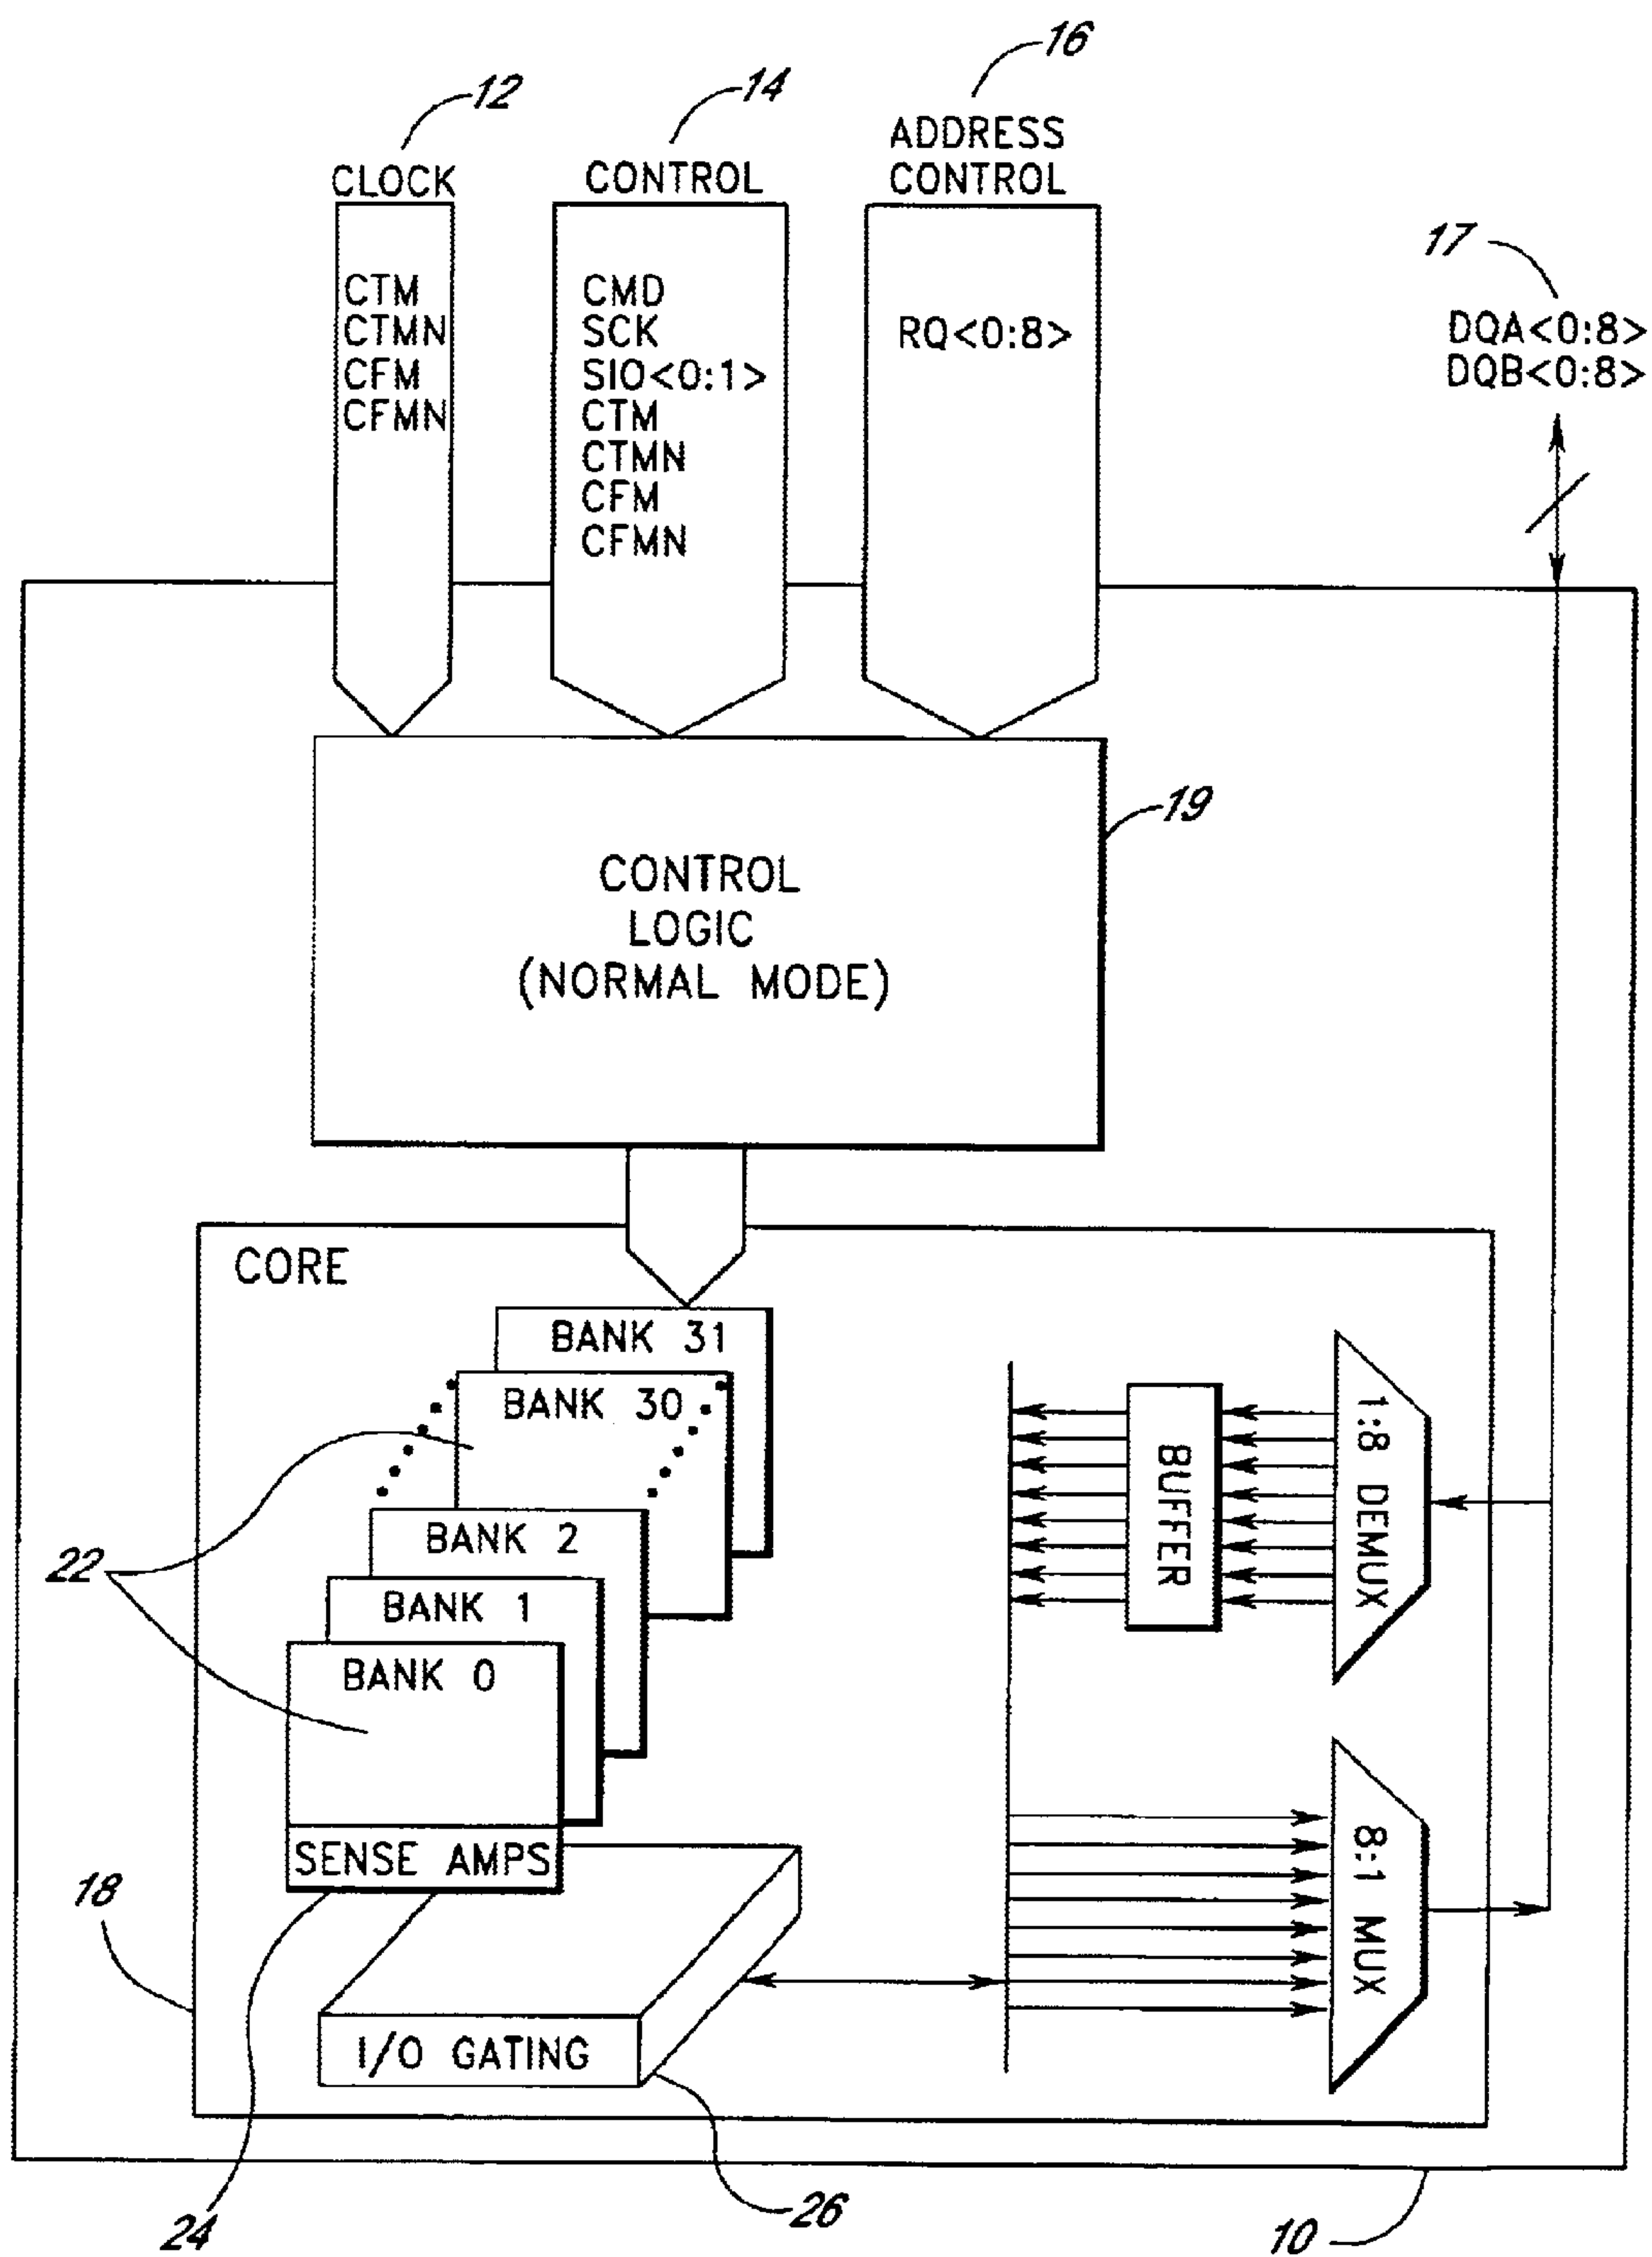 12
14
16
CLOCK
CONTROL
ADDRESS
CONTROL
17
CTM
CTMN
CFM
CFMN
CMD
SCK
SIO<0:1>
CTM
CTMN
CFM
CFMN
RQ<0:8>
DQA<0:8>
DQB<0:8>
19
CONTROL
LOGIC
(NORMAL MODE)
CORE
BANK 31
BANK 30
BANK 2
BANK 1
BANK 0
SENSE AMPS
I/O GATING
BUFFER
1:8 DEMUX
8:1 MUX
22
18
24
26
10